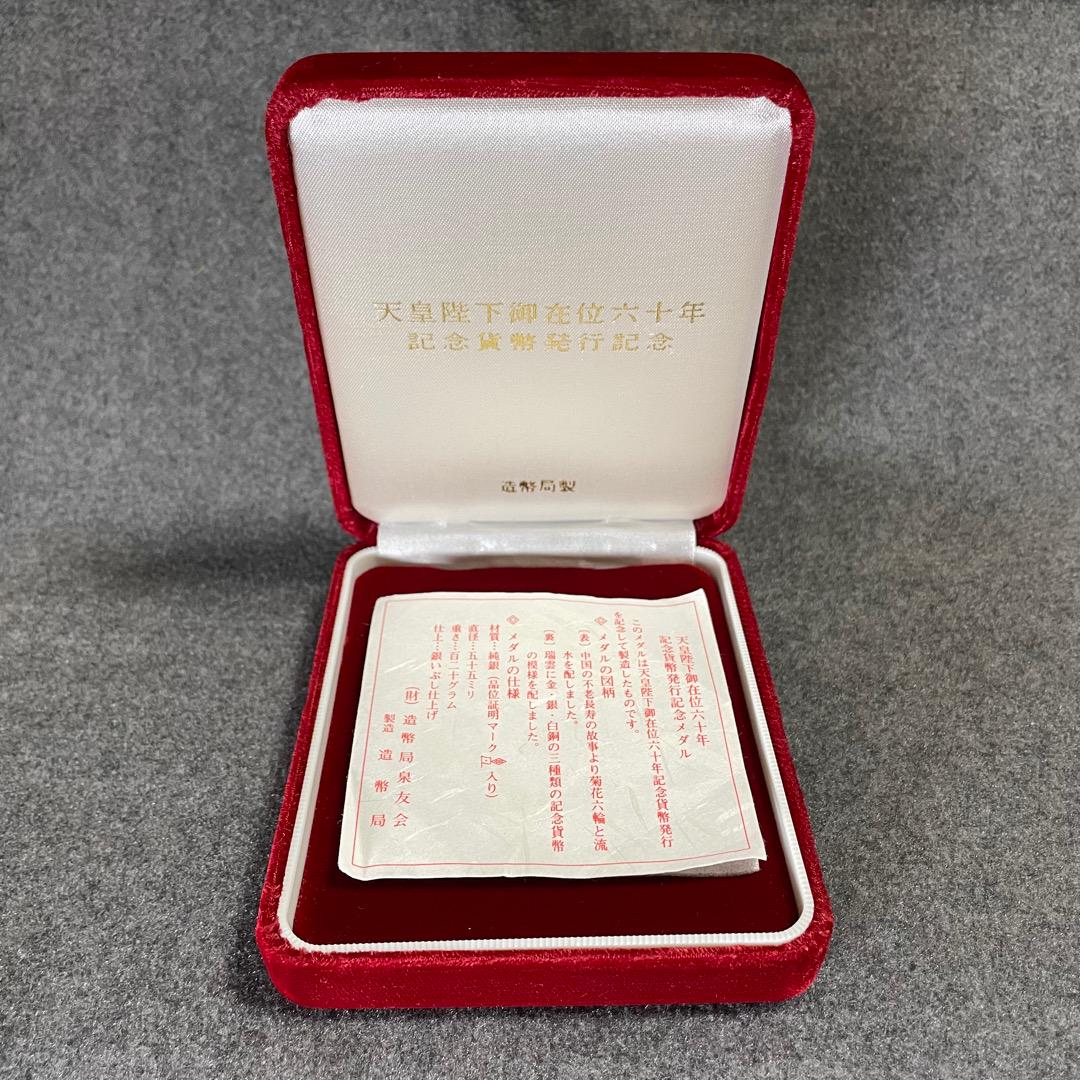 天皇陛下御在位六十年
記念貨幣発行記念
造幣局製
天皇陛下御在位六十年
記念貨幣発行記念メダル
このメダルは天皇陛下御在位六十年記念貨幣発行
を記念して製造したものです。
◎メダルの図柄
(表)中国の不老長寿の故事より菊花六輪と流
水を配しました。
(裏)瑞雲に金・銀・白銅の三種類の記念貨幣
の模様を配しました。
◎メダルの仕様
材質…純銀(品位証明マーク入り)
直径…五十五ミリ
重さ…百二十グラム
仕上…銀いぶし仕上げ
(財)造幣局泉友会
製造 造幣局